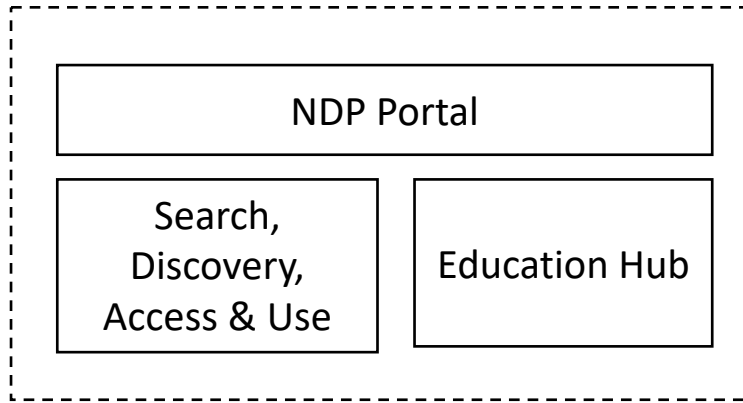 NDP Portal
Search,
Discovery,
Access & Use
Education Hub